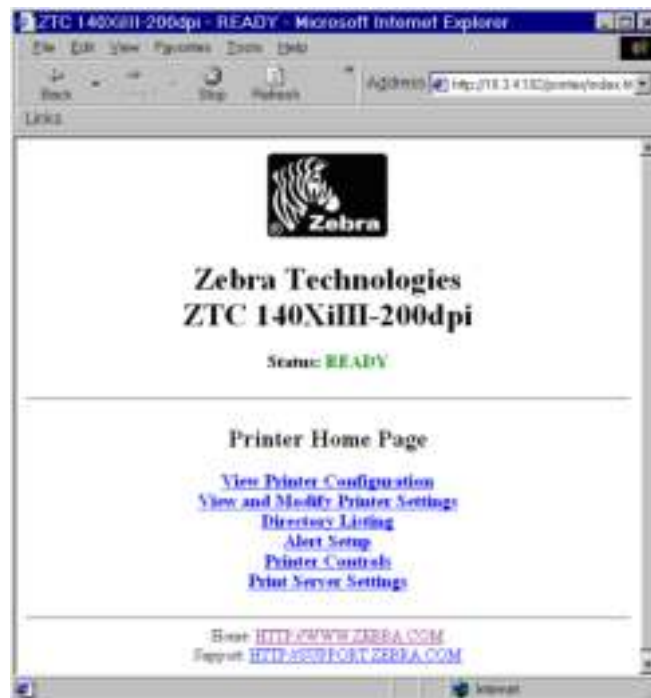 ZTC 140XiIII-200dpi - READY - Microsoft Internet Explorer
File Edit View Favorites Tools Help
Back Stop Refresh Address
Links
Zebra
Zebra Technologies
ZTC 140XiIII-200dpi
Status: READY
Printer Home Page
View Printer Configuration
View and Modify Printer Settings
Directory Listing
Alert Setup
Printer Controls
Print Server Settings
Home: HTTP://WWW.ZEBRA.COM
Support: HTTP://SUPPORT.ZEBRA.COM
Internet